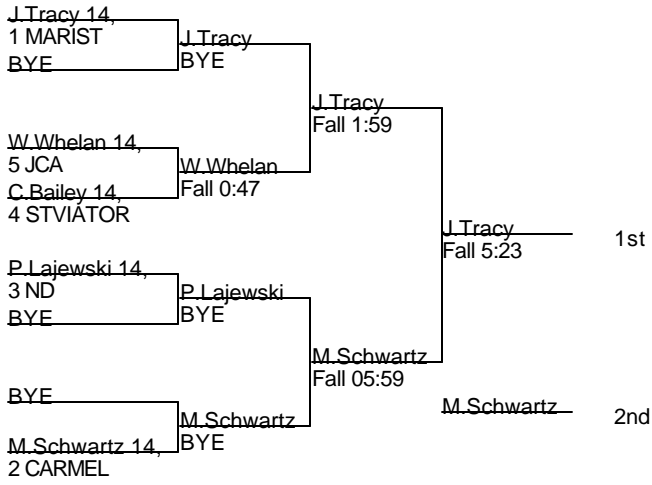 J.Tracy 14,
1 MARIST
BYE
J.Tracy
BYE
W.Whelan 14,
5 JCA
C.Bailey 14,
4 STVIATOR
W.Whelan
Fall 0:47
J.Tracy
Fall 1:59
P.Lajewski 14,
3 ND
BYE
P.Lajewski
BYE
BYE
M.Schwartz 14,
2 CARMEL
M.Schwartz
BYE
M.Schwartz
Fall 05:59
J.Tracy
Fall 5:23
1st
M.Schwartz
2nd